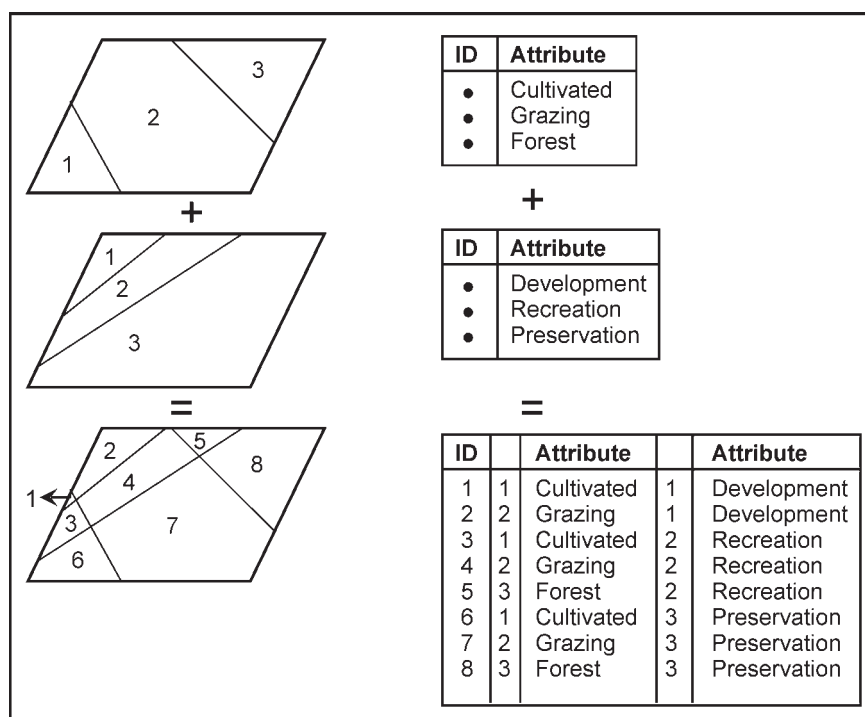 1
2
3
ID Attribute
● Cultivated
● Grazing
● Forest
+
+
1
2
3
ID Attribute
● Development
● Recreation
● Preservation
=
=
1
2
3
4
5
6
7
8
ID Attribute Attribute
1 1 Cultivated 1 Development
2 2 Grazing 1 Development
3 1 Cultivated 2 Recreation
4 2 Grazing 2 Recreation
5 3 Forest 2 Recreation
6 1 Cultivated 3 Preservation
7 2 Grazing 3 Preservation
8 3 Forest 3 Preservation